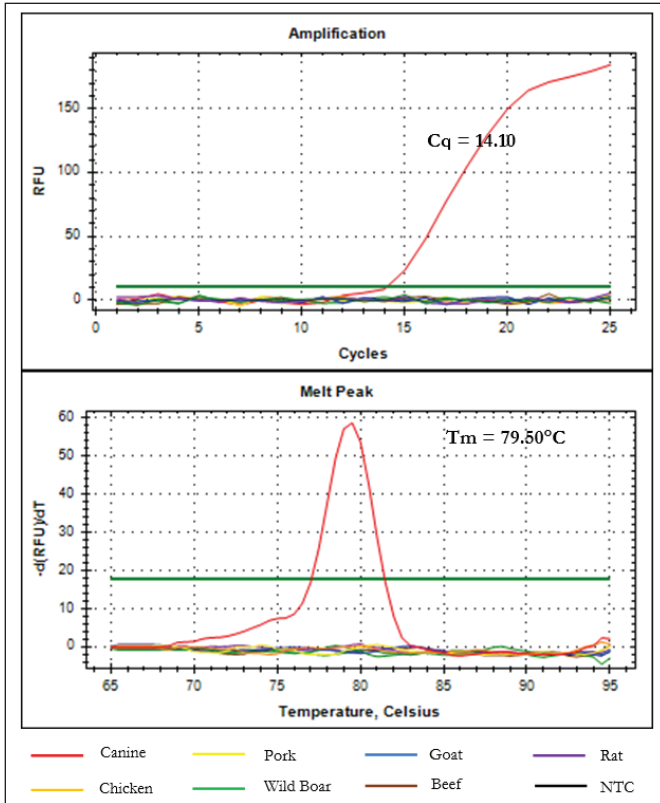 Amplification
150
100
50
0
RFU
Cq = 14.10
0 5 10 15 20 25
Cycles
Melt Peak
60
50
40
30
20
10
0
-d(RFU)/dT
Tm = 79.50°C
65 70 75 80 85 90 95
Temperature, Celsius
Canine Pork Goat Rat
Chicken Wild Boar Beef NTC